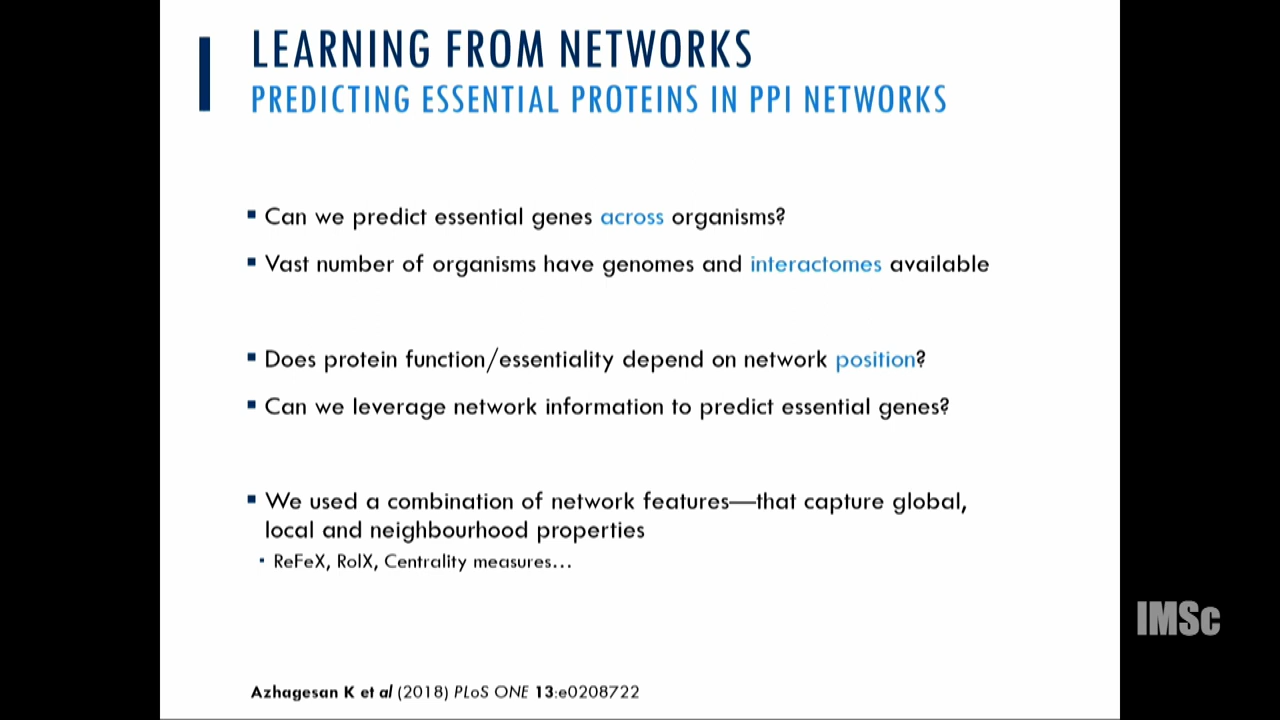 LEARNING FROM NETWORKS
PREDICTING ESSENTIAL PROTEINS IN PPI NETWORKS
▪ Can we predict essential genes across organisms?
▪ Vast number of organisms have genomes and interactomes available
▪ Does protein function/essentiality depend on network position?
▪ Can we leverage network information to predict essential genes?
▪ We used a combination of network features—that capture global,
local and neighbourhood properties
▪ ReFeX, RolX, Centrality measures...
IMSc
Azhagesan K et al (2018) PLoS ONE 13:e0208722